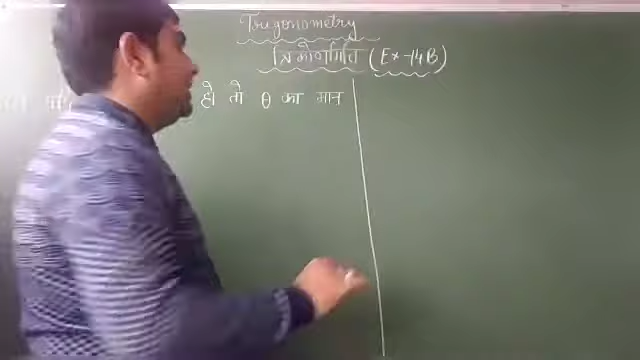 Trigonometry
त्रिकोणमिति (Ex-14B)
हो तो θ का मान